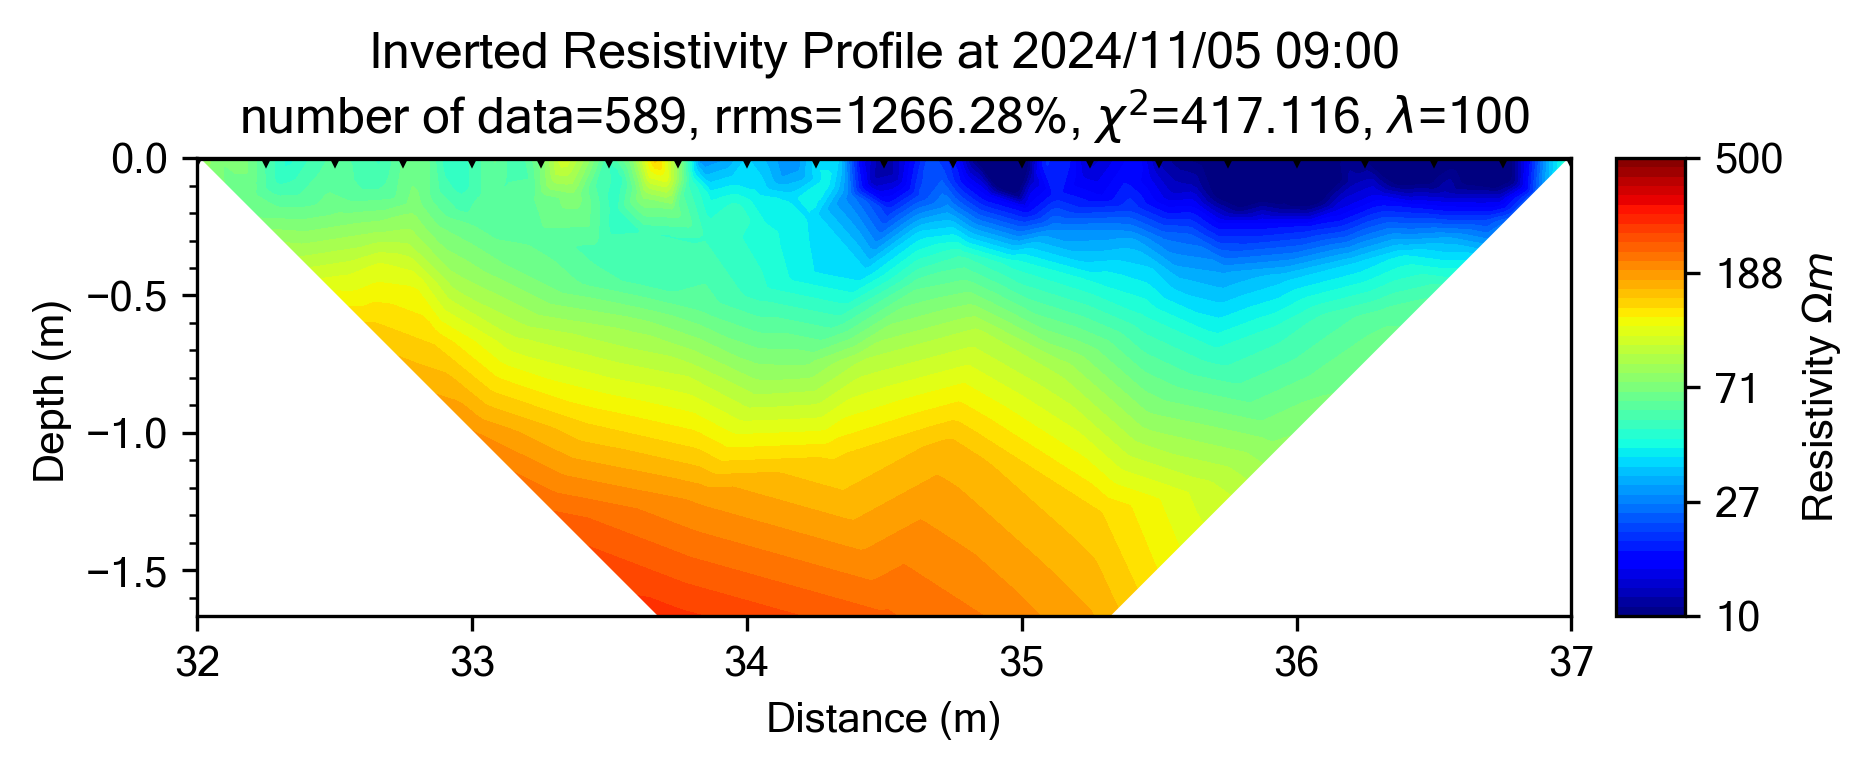 Inverted Resistivity Profile at 2024/11/05 09:00
number of data=589, rrms=1266.28%, χ²=417.116, λ=100
0.0
−0.5
−1.0
−1.5
Depth (m)
32 33 34 35 36 37
Distance (m)
500
188
71
27
10
Resistivity Ωm